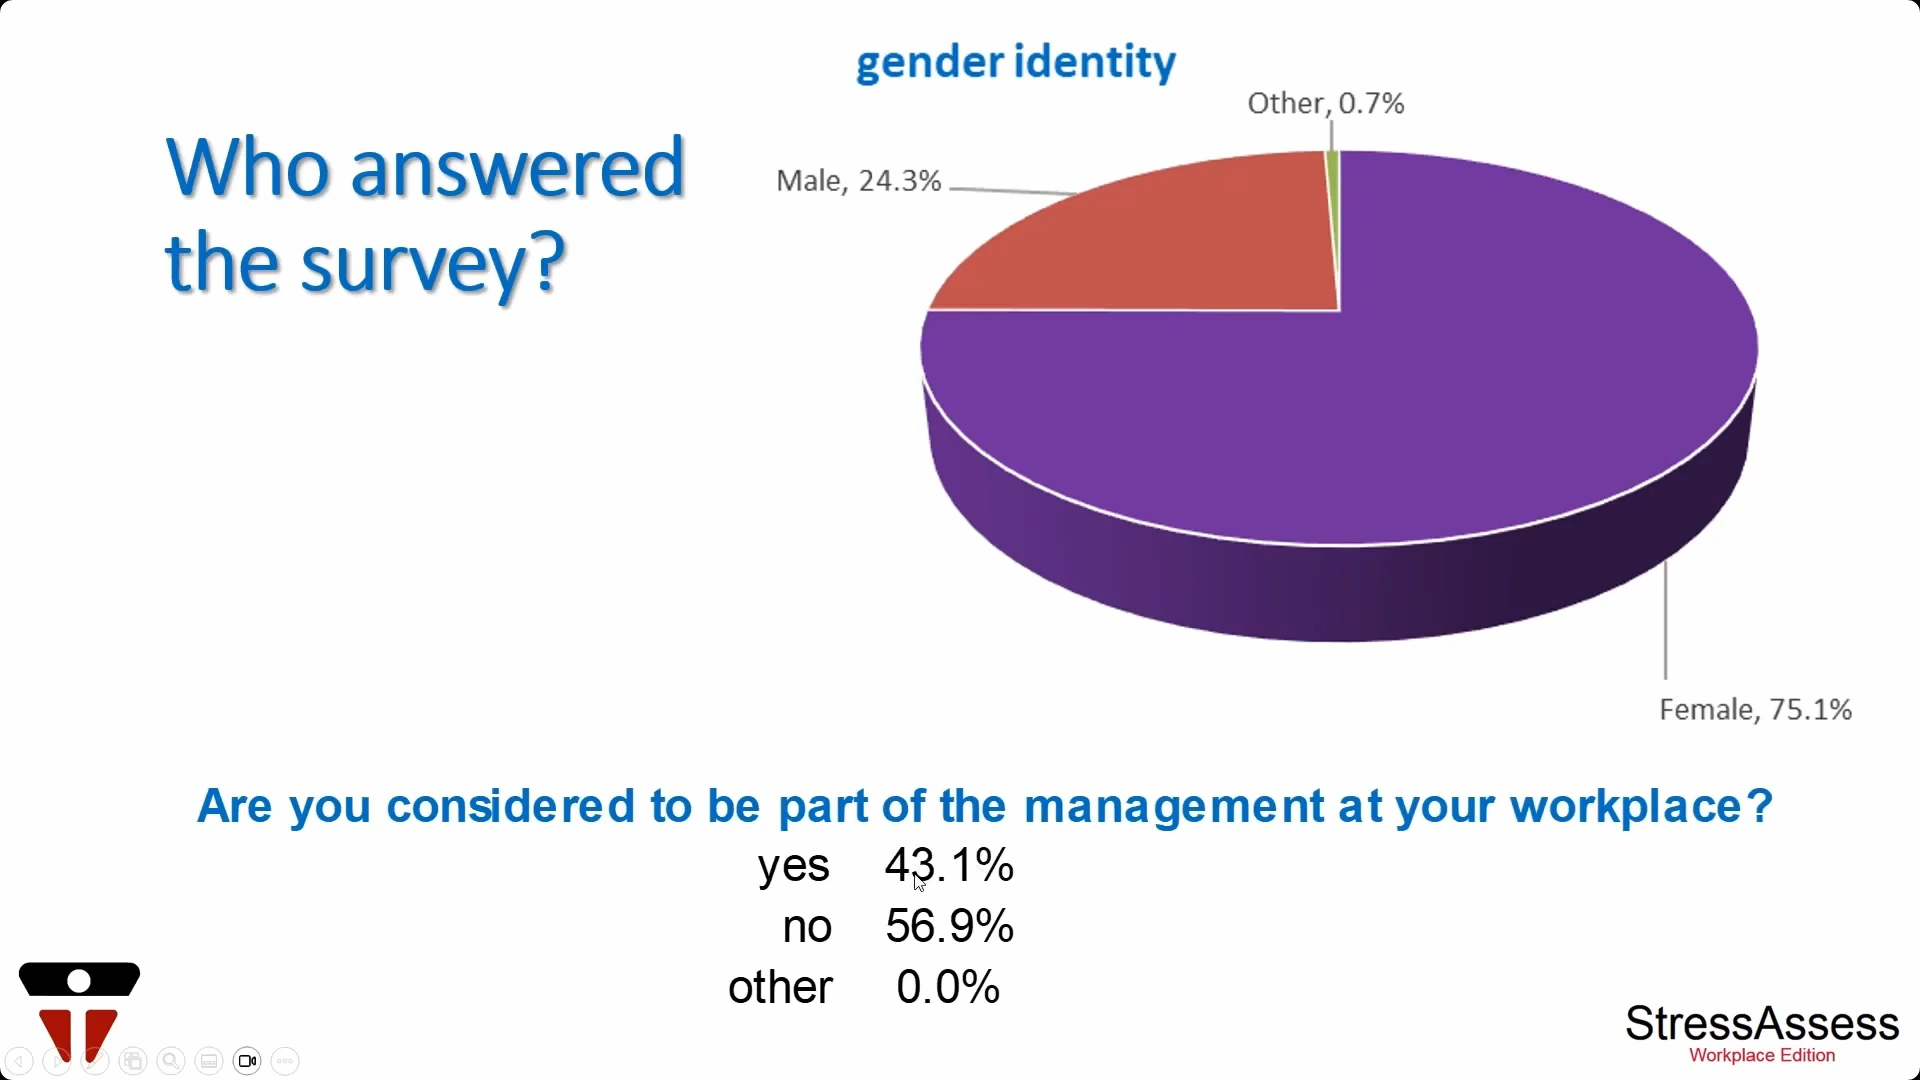 gender identity
Other, 0.7%
Who answered
the survey?
Male, 24.3%
Female, 75.1%
Are you considered to be part of the management at your workplace?
yes 43.1%
no 56.9%
other 0.0%
StressAssess
Workplace Edition